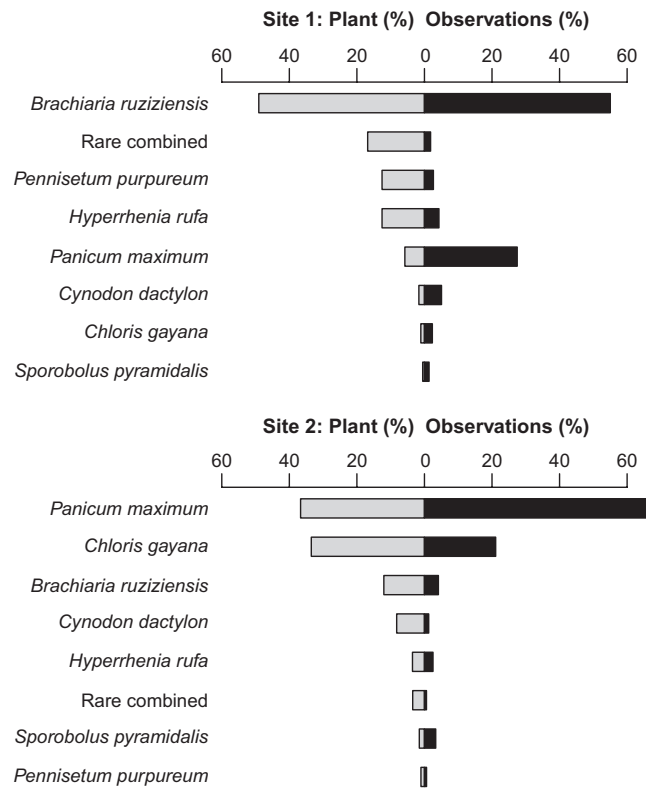 Site 1: Plant (%) Observations (%)
60 40 20 0 20 40 60
Brachiaria ruziziensis
Rare combined
Pennisetum purpureum
Hyperrhenia rufa
Panicum maximum
Cynodon dactylon
Chloris gayana
Sporobolus pyramidalis
Site 2: Plant (%) Observations (%)
60 40 20 0 20 40 60
Panicum maximum
Chloris gayana
Brachiaria ruziziensis
Cynodon dactylon
Hyperrhenia rufa
Rare combined
Sporobolus pyramidalis
Pennisetum purpureum